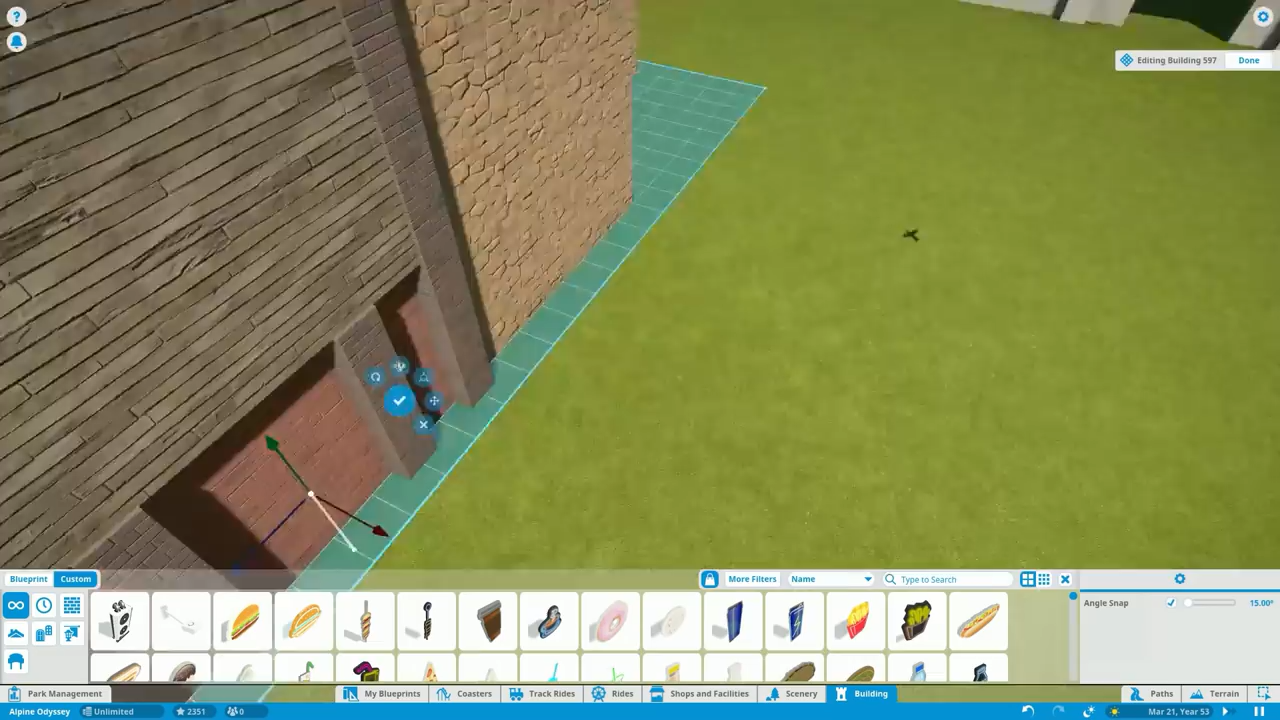 ?
Editing Building 597 Done
Blueprint Custom More Filters Name Type to Search
Angle Snap 15.00°
Park Management My Blueprints Coasters Track Rides Rides Shops and Facilities Scenery Building Paths Terrain
Alpine Odyssey Unlimited 2351 0 Mar 21, Year 53